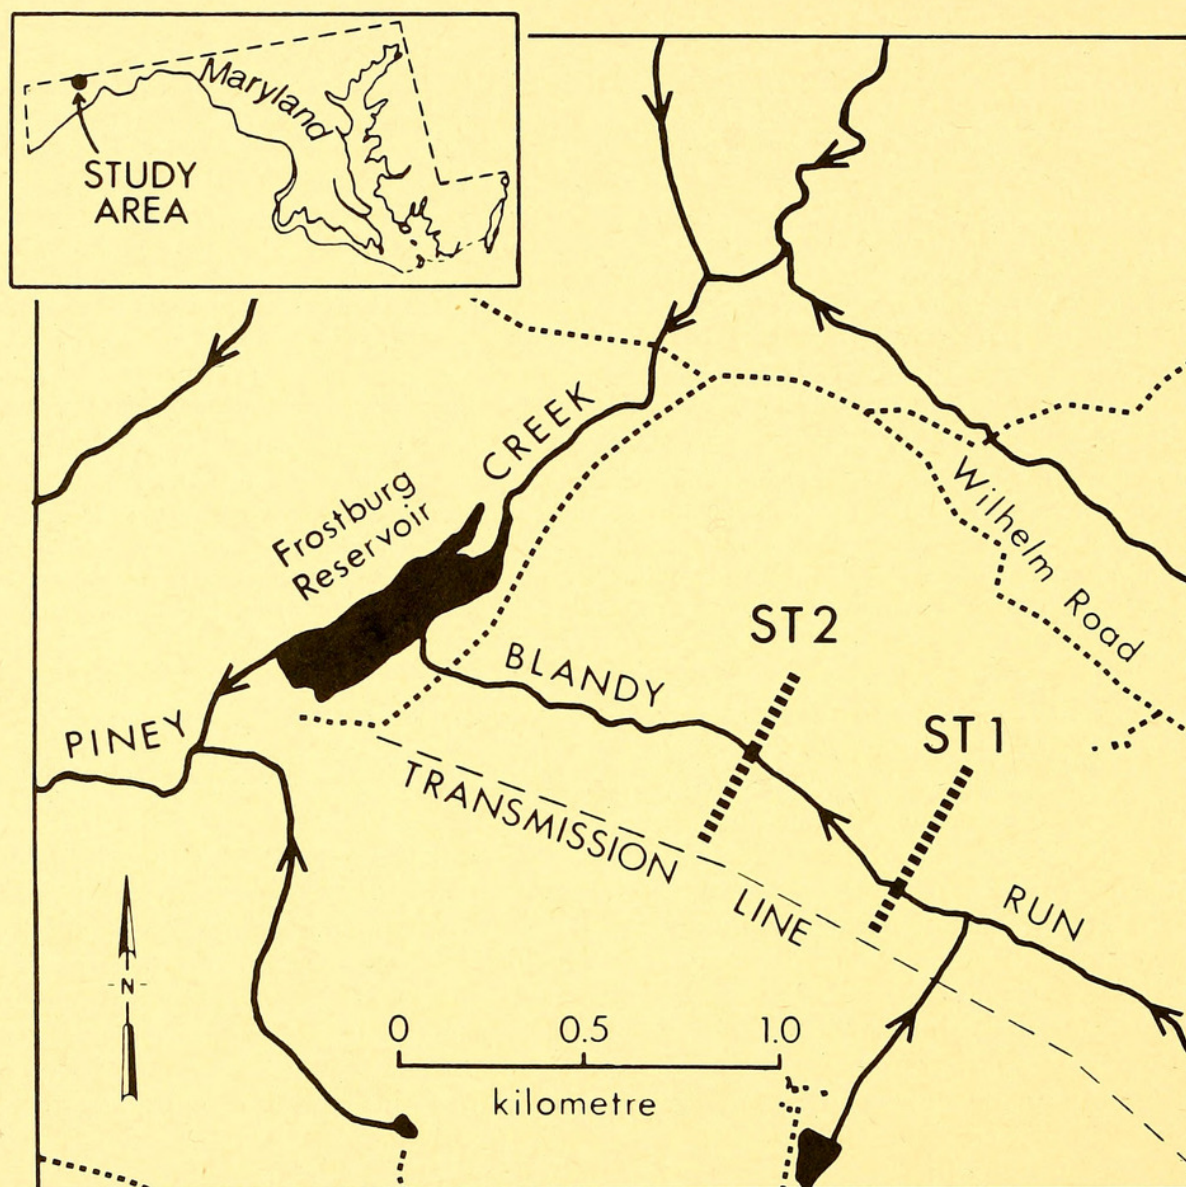 Maryland
STUDY
AREA
CREEK
Frostburg
Reservoir
Wilhelm Road
ST2
BLANDY
ST1
PINEY
TRANSMISSION
LINE
RUN
-N-
0 0.5 1.0
kilometre